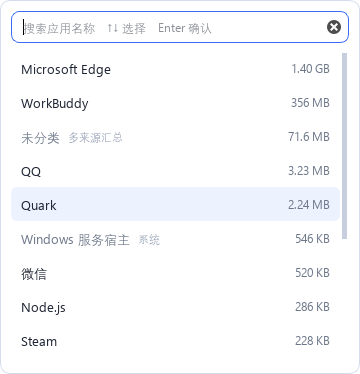 搜索应用名称 ↑↓ 选择 Enter 确认
Microsoft Edge 1.40 GB
WorkBuddy 356 MB
未分类 多来源汇总 71.6 MB
QQ 3.23 MB
Quark 2.24 MB
Windows 服务宿主 系统 546 KB
微信 520 KB
Node.js 286 KB
Steam 228 KB